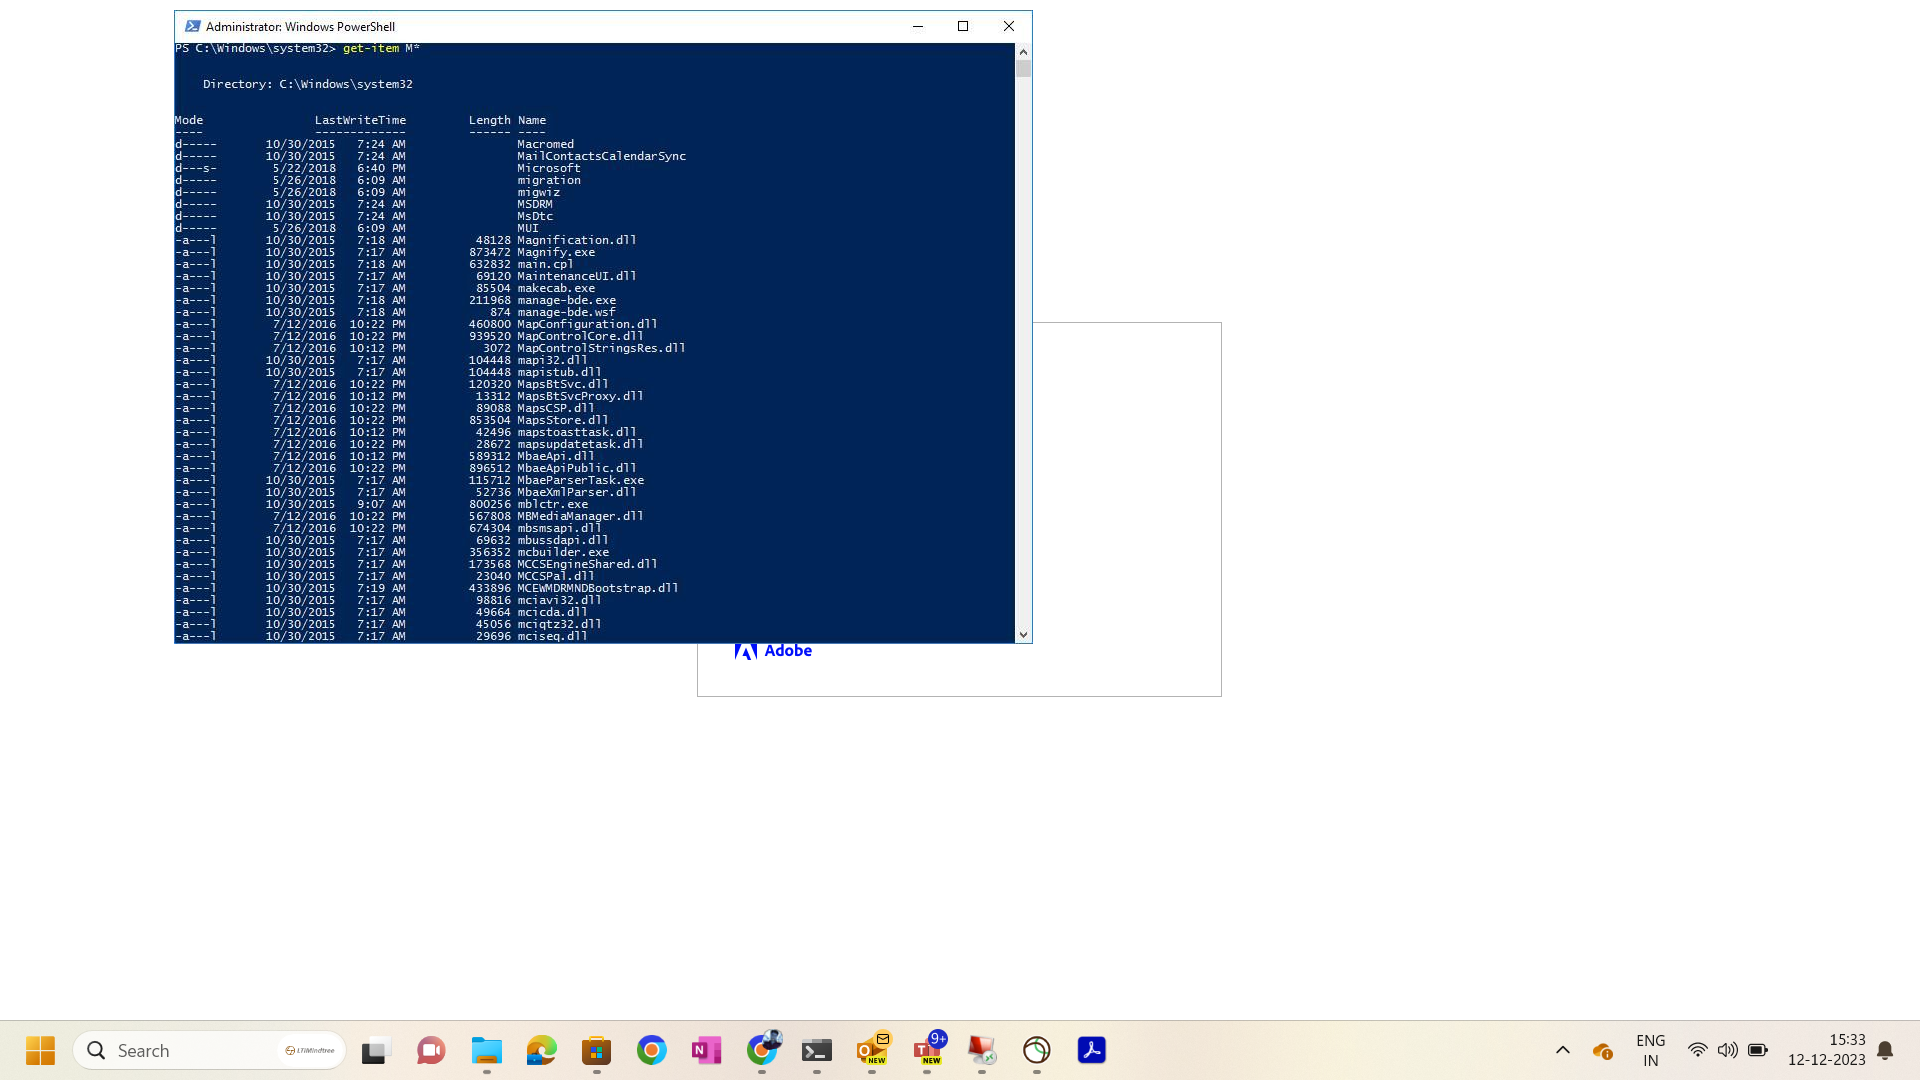 Administrator: Windows PowerShell
PS C:\Windows\system32> get-item M*
Directory: C:\Windows\system32
Mode LastWriteTime Length Name
---- ------------- ------ ----
d----- 10/30/2015 7:24 AM Macromed
d----- 10/30/2015 7:24 AM MailContactsCalendarSync
d---s- 5/22/2018 6:40 PM Microsoft
d----- 5/26/2018 6:09 AM migration
d----- 5/26/2018 6:09 AM migwiz
d----- 10/30/2015 7:24 AM MSDRM
d----- 10/30/2015 7:24 AM MsDtc
d----- 5/26/2018 6:09 AM MUI
-a---l 10/30/2015 7:18 AM 48128 Magnification.dll
-a---l 10/30/2015 7:17 AM 873472 Magnify.exe
-a---l 10/30/2015 7:18 AM 632832 main.cpl
-a---l 10/30/2015 7:17 AM 69120 MaintenanceUI.dll
-a---l 10/30/2015 7:17 AM 85504 makecab.exe
-a---l 10/30/2015 7:18 AM 211968 manage-bde.exe
-a---l 10/30/2015 7:18 AM 874 manage-bde.wsf
-a---l 7/12/2016 10:22 PM 460800 MapConfiguration.dll
-a---l 7/12/2016 10:22 PM 939520 MapControlCore.dll
-a---l 7/12/2016 10:12 PM 3072 MapControlStringsRes.dll
-a---l 10/30/2015 7:17 AM 104448 mapi32.dll
-a---l 10/30/2015 7:17 AM 104448 mapistub.dll
-a---l 7/12/2016 10:22 PM 120320 MapsBtSvc.dll
-a---l 7/12/2016 10:12 PM 13312 MapsBtSvcProxy.dll
-a---l 7/12/2016 10:22 PM 89088 MapsCSP.dll
-a---l 7/12/2016 10:22 PM 853504 MapsStore.dll
-a---l 7/12/2016 10:12 PM 42496 mapstoasttask.dll
-a---l 7/12/2016 10:22 PM 28672 mapsupdatetask.dll
-a---l 7/12/2016 10:12 PM 589312 MbaeApi.dll
-a---l 7/12/2016 10:22 PM 896512 MbaeApiPublic.dll
-a---l 10/30/2015 7:17 AM 115712 MbaeParserTask.exe
-a---l 10/30/2015 7:17 AM 52736 MbaeXmlParser.dll
-a---l 10/30/2015 9:07 AM 800256 mblctr.exe
-a---l 7/12/2016 10:22 PM 567808 MBMediaManager.dll
-a---l 7/12/2016 10:22 PM 674304 mbsmsapi.dll
-a---l 10/30/2015 7:17 AM 69632 mbussdapi.dll
-a---l 10/30/2015 7:17 AM 356352 mcbuilder.exe
-a---l 10/30/2015 7:17 AM 173568 MCCSEngineShared.dll
-a---l 10/30/2015 7:17 AM 23040 MCCSPal.dll
-a---l 10/30/2015 7:19 AM 433896 MCEWMDRMNDBootstrap.dll
-a---l 10/30/2015 7:17 AM 98816 mciavi32.dll
-a---l 10/30/2015 7:17 AM 49664 mcicda.dll
-a---l 10/30/2015 7:17 AM 45056 mciqtz32.dll
-a---l 10/30/2015 7:17 AM 29696 mciseq.dll
Adobe
Search
LTIMindtree
N
O
NEW
T
9+
NEW
ENG
IN
15:33
12-12-2023